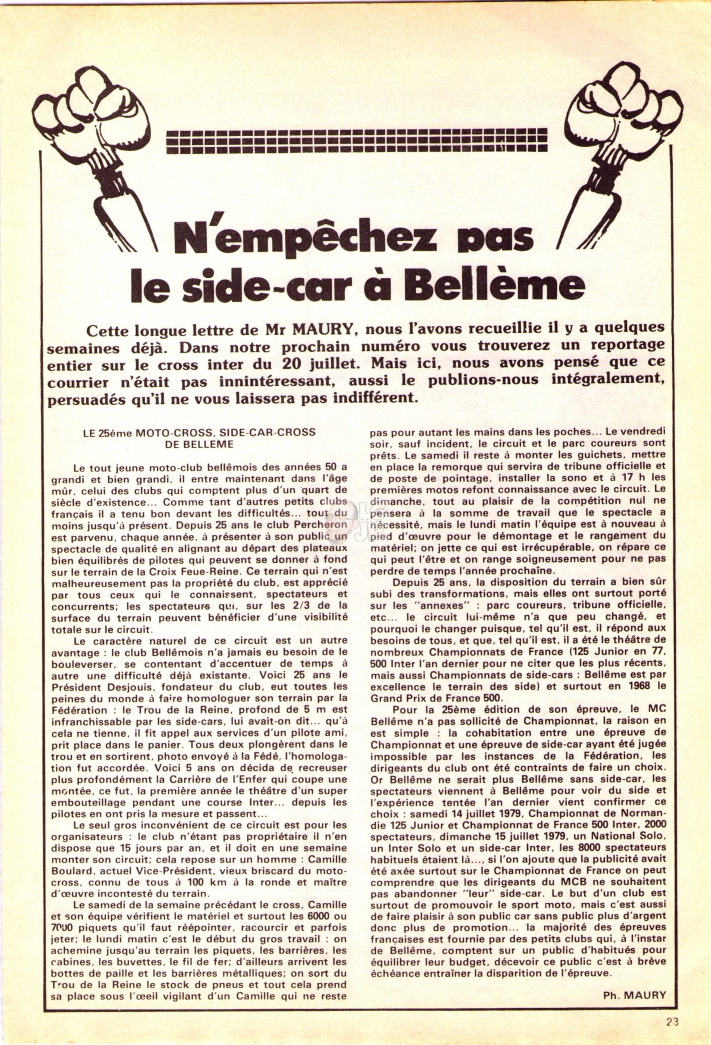 N'empêchez pas
le side-car à Bellème
Cette longue lettre de Mr MAURY, nous l'avons recueillie il y a quelques
semaines déjà. Dans notre prochain numéro vous trouverez un reportage
entier sur le cross inter du 20 juillet. Mais ici, nous avons pensé que ce
courrier n'était pas innintéressant, aussi le publions-nous intégralement,
persuadés qu'il ne vous laissera pas indifférent.
LE 25ème MOTO-CROSS, SIDE-CAR-CROSS
DE BELLEME
Le tout jeune moto-club bellêmois des années 50 a
grandi et bien grandi, il entre maintenant dans l'âge
mûr, celui des clubs qui comptent plus d'un quart de
siècle d'existence... Comme tant d'autres petits clubs
français il a tenu bon devant les difficultés... tout du
moins jusqu'à présent. Depuis 25 ans le club Percheron
est parvenu, chaque année, à présenter à son public un
spectacle de qualité en alignant au départ des plateaux
bien équilibrés de pilotes qui peuvent se donner à fond
sur le terrain de la Croix Feue-Reine. Ce terrain qui n'est
malheureusement pas la propriété du club, est apprécié
par tous ceux qui le connaissent, spectateurs et
concurrents; les spectateurs qui, sur les 2/3 de la
surface du terrain peuvent bénéficier d'une visibilité
totale sur le circuit.
Le caractère naturel de ce circuit est un autre
avantage : le club Bellêmois n'a jamais eu besoin de le
bouleverser, se contentant d'accentuer de temps à
autre une difficulté déjà existante. Voici 25 ans le
Président Desjouis, fondateur du club, eut toutes les
peines du monde à faire homologuer son terrain par la
Fédération : le Trou de la Reine, profond de 5 m est
infranchissable par les side-cars, lui avait-on dit... qu'à
cela ne tienne, il fit appel aux services d'un pilote ami,
prit place dans le panier. Tous deux plongèrent dans le
trou et en sortirent, photo envoyé à la Fédé, l'homologa-
tion fut accordée. Voici 5 ans on décida de recreuser
plus profondément la Carrière de l'Enfer qui coupe une
montée, ce fut, la première année le théâtre d'un super
embouteillage pendant une course Inter... depuis les
pilotes en ont pris la mesure et passent...
Le seul gros inconvénient de ce circuit est pour les
organisateurs : le club n'étant pas propriétaire il n'en
dispose que 15 jours par an, et il doit en une semaine
monter son circuit; cela repose sur un homme : Camille
Boulard, actuel Vice-Président, vieux briscard du moto-
cross, connu de tous à 100 km à la ronde et maître
d'œuvre incontesté du terrain.
Le samedi de la semaine précédant le cross, Camille
et son équipe vérifient le matériel et surtout les 6000 ou
7000 piquets qu'il faut réépointer, racourcir et parfois
jeter; le lundi matin c'est le début du gros travail : on
achemine jusqu'au terrain les piquets, les barrières, les
cabines, les buvettes, le fil de fer; d'ailleurs arrivent les
bottes de paille et les barrières métalliques; on sort du
Trou de la Reine le stock de pneus et tout cela prend
sa place sous l'œeil vigilant d'un Camille qui ne reste
pas pour autant les mains dans les poches... Le vendredi
soir, sauf incident, le circuit et le parc coureurs sont
prêts. Le samedi il reste à monter les guichets, mettre
en place la remorque qui servira de tribune officielle et
de poste de pointage, installer la sono et à 17 h les
premières motos refont connaissance avec le circuit. Le
dimanche, tout au plaisir de la compétition nul ne
pensera à la somme de travail que le spectacle a
nécessité, mais le lundi matin l'équipe est à nouveau à
pied d'œuvre pour le démontage et le rangement du
matériel; on jette ce qui est irrécupérable, on répare ce
qui peut l'être et on range soigneusement pour ne pas
perdre de temps l'année prochaîne.
Depuis 25 ans, la disposition du terrain a bien sûr
subi des transformations, mais elles ont surtout porté
sur les "annexes" : parc coureurs, tribune officielle,
etc... le circuit lui-même n'a que peu changé, et
pourquoi le changer puisque, tel qu'il est, il répond aux
besoins de tous, et que, tel qu'il est, il a été le théâtre de
nombreux Championnats de France (125 Junior en 77,
500 Inter l'an dernier pour ne citer que les plus récents,
mais aussi Championnats de side-cars : Bellême est par
excellence le terrain des side) et surtout en 1968 le
Grand Prix de France 500.
Pour la 25ème édition de son épreuve, le MC
Bellême n'a pas sollicité de Championnat, la raison en
est simple : la cohabitation entre une épreuve de
Championnat et une épreuve de side-car ayant été jugée
impossible par les instances de la Fédération, les
dirigeants du club ont été contraints de faire un choix.
Or Bellême ne serait plus Bellême sans side-car, les
spectateurs viennent à Bellême pour voir du side et
l'expérience tentée l'an dernier vient confirmer ce
choix : samedi 14 juillet 1979, Championnat de Norman-
die 125 Junior et Championnat de France 500 Inter, 2000
spectateurs, dimanche 15 juillet 1979, un National Solo,
un Inter Solo et un side-car Inter, les 8000 spectateurs
habituels étaient là..., si l'on ajoute que la publicité avait
été axée surtout sur le Championnat de France on peut
comprendre que les dirigeants du MCB ne souhaitent
pas abandonner "leur" side-car. Le but d'un club est
surtout de promouvoir le sport moto, mais c'est aussi
de faire plaisir à son public car sans public plus d'argent
donc plus de promotion... la majorité des épreuves
françaises est fournie par des petits clubs qui, à l'instar
de Bellême, comptent sur un public d'habitués pour
équilibrer leur budget, décevoir ce public c'est à brève
échéance entraîner la disparition de l'épreuve.
Ph. MAURY
23